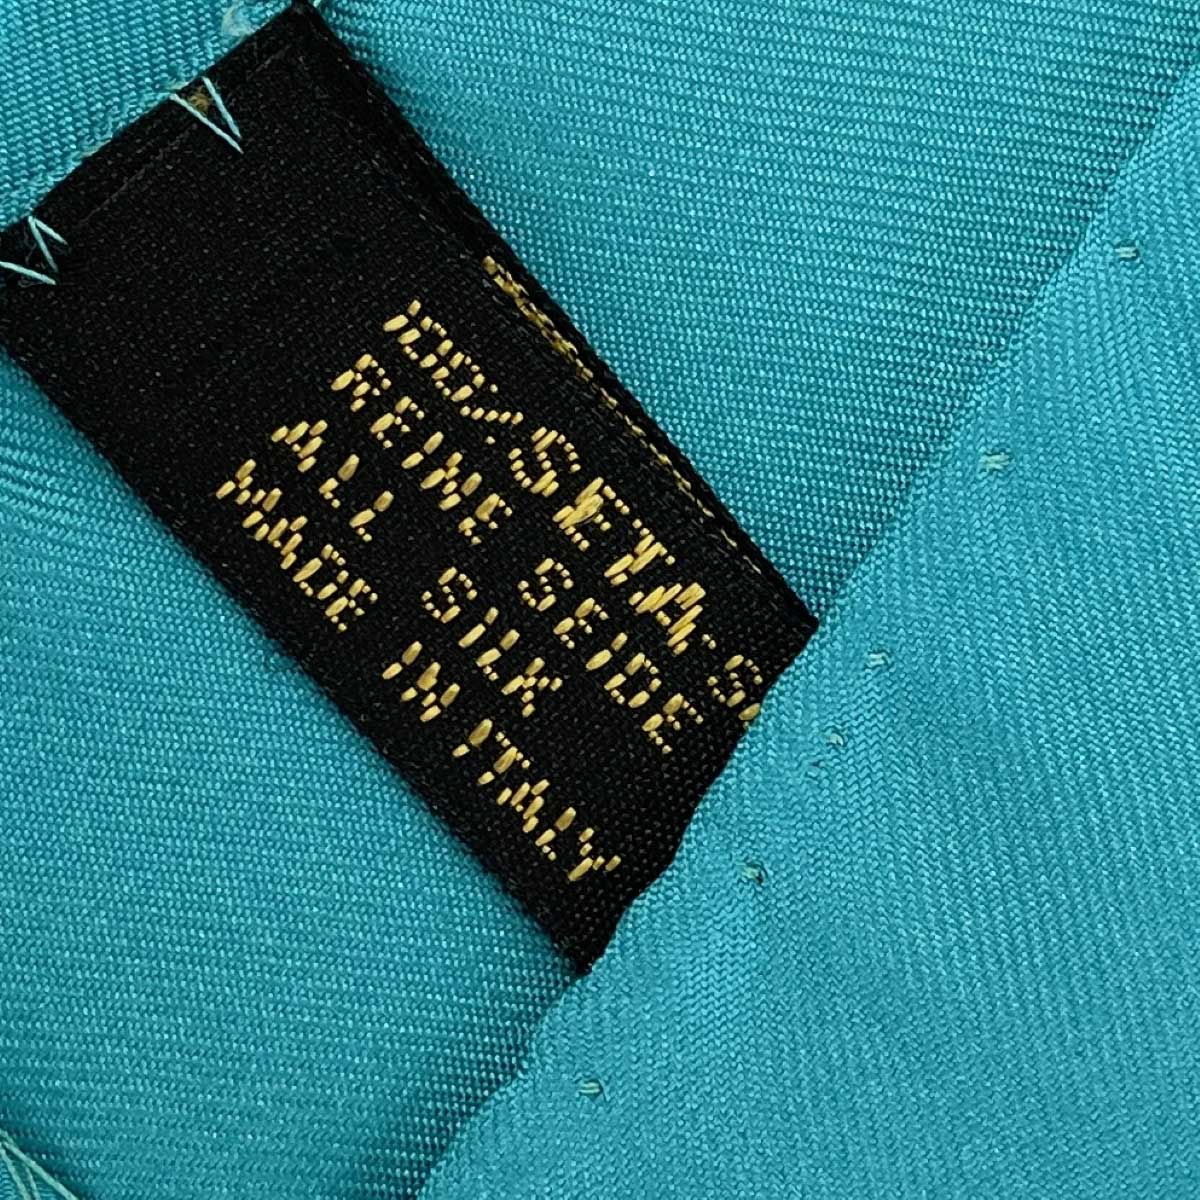 100% SETA-
REINE SEIDE
ALL SILK
MADE IN ITALY